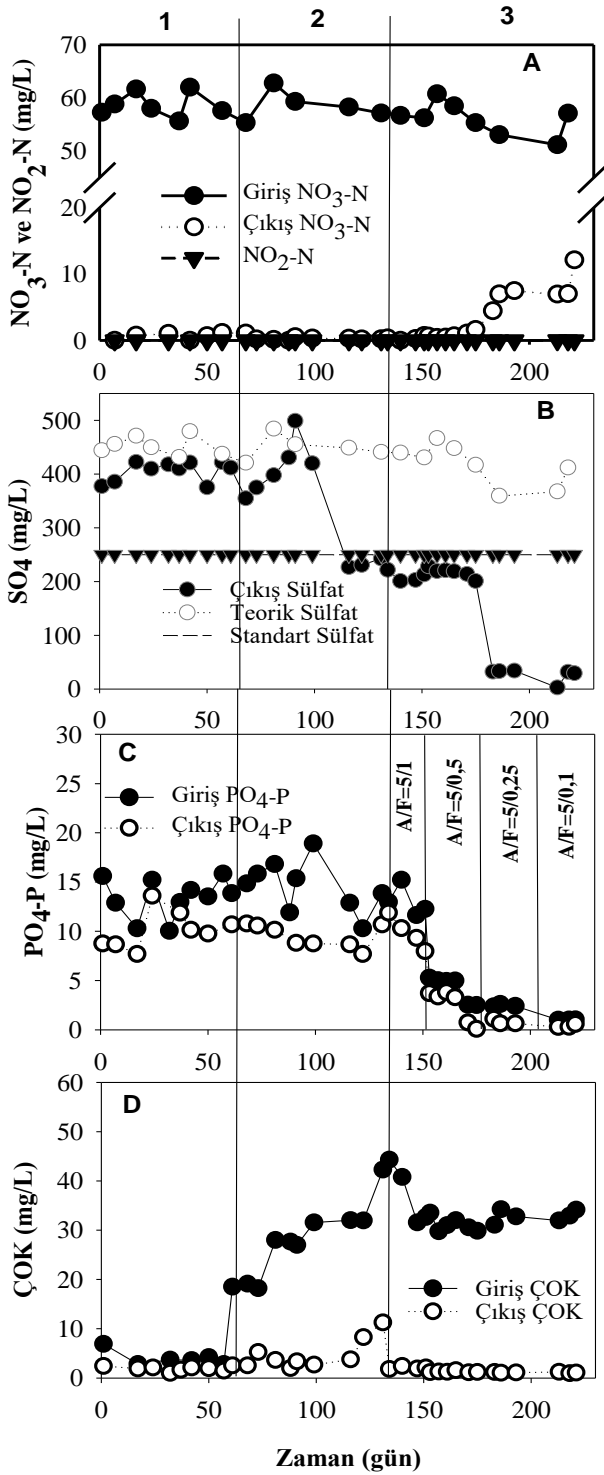 1 2 3
A
70
60
50
20
10
0
NO3-N ve NO2-N (mg/L)
Giriş NO3-N
Çıkış NO3-N
NO2-N
0 50 100 150 200
B
500
400
300
200
100
0
SO4 (mg/L)
Çıkış Sülfat
Teorik Sülfat
Standart Sülfat
0 50 100 150 200
C
30
25
20
15
10
5
0
PO4-P (mg/L)
Giriş PO4-P
Çıkış PO4-P
A/F=5/1
A/F=5/0,5
A/F=5/0,25
A/F=5/0,1
0 50 100 150 200
D
60
50
40
30
20
10
0
ÇOK (mg/L)
Giriş ÇOK
Çıkış ÇOK
0 50 100 150 200
Zaman (gün)